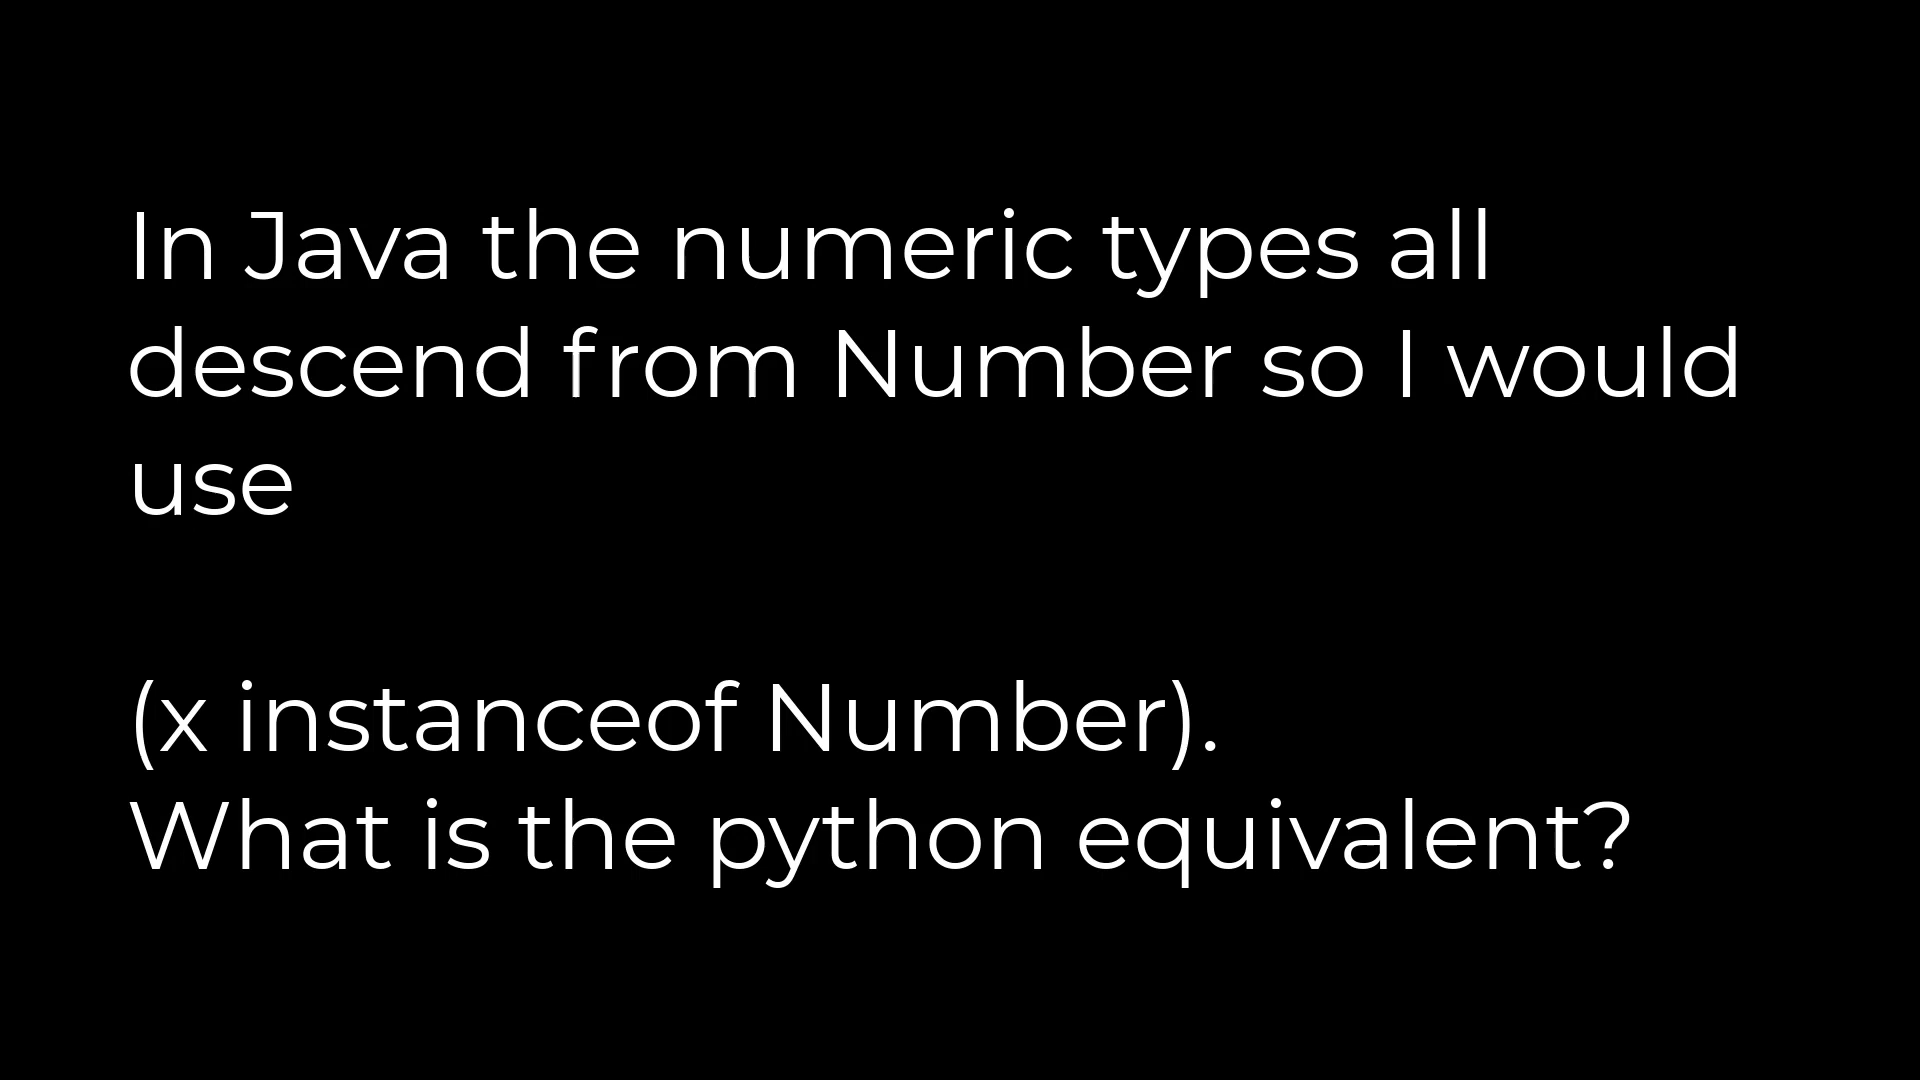 In Java the numeric types all
descend from Number so I would
use
(x instanceof Number).
What is the python equivalent?